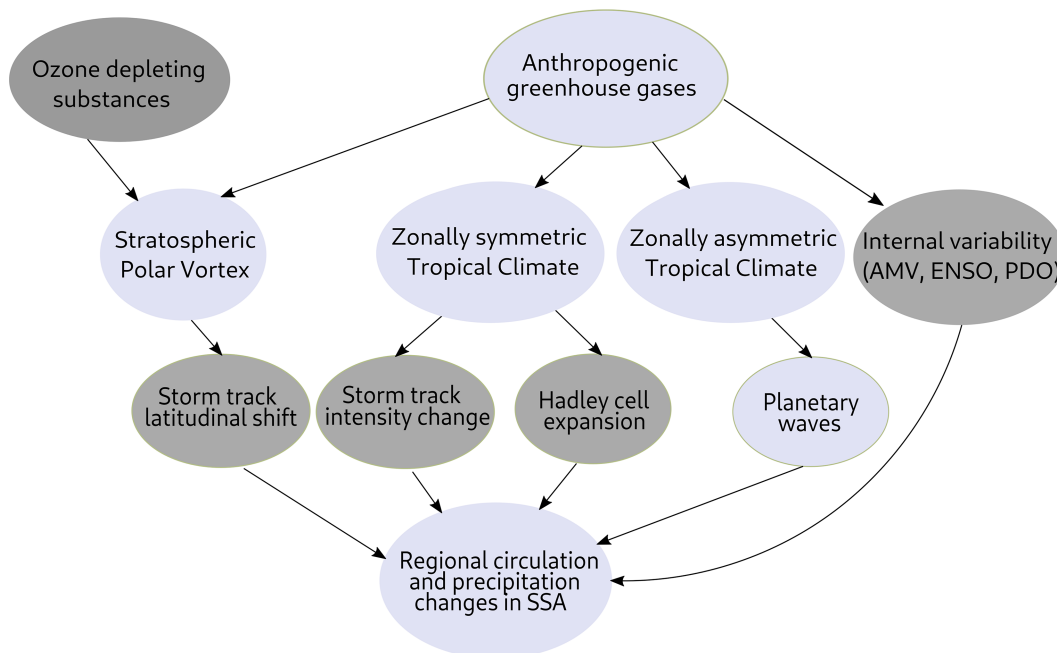 Ozone depleting
substances
Anthropogenic
greenhouse gases
Stratospheric
Polar Vortex
Zonally symmetric
Tropical Climate
Zonally asymmetric
Tropical Climate
Internal variability
(AMV, ENSO, PDO)
Storm track
latitudinal shift
Storm track
intensity change
Hadley cell
expansion
Planetary
waves
Regional circulation
and precipitation
changes in SSA